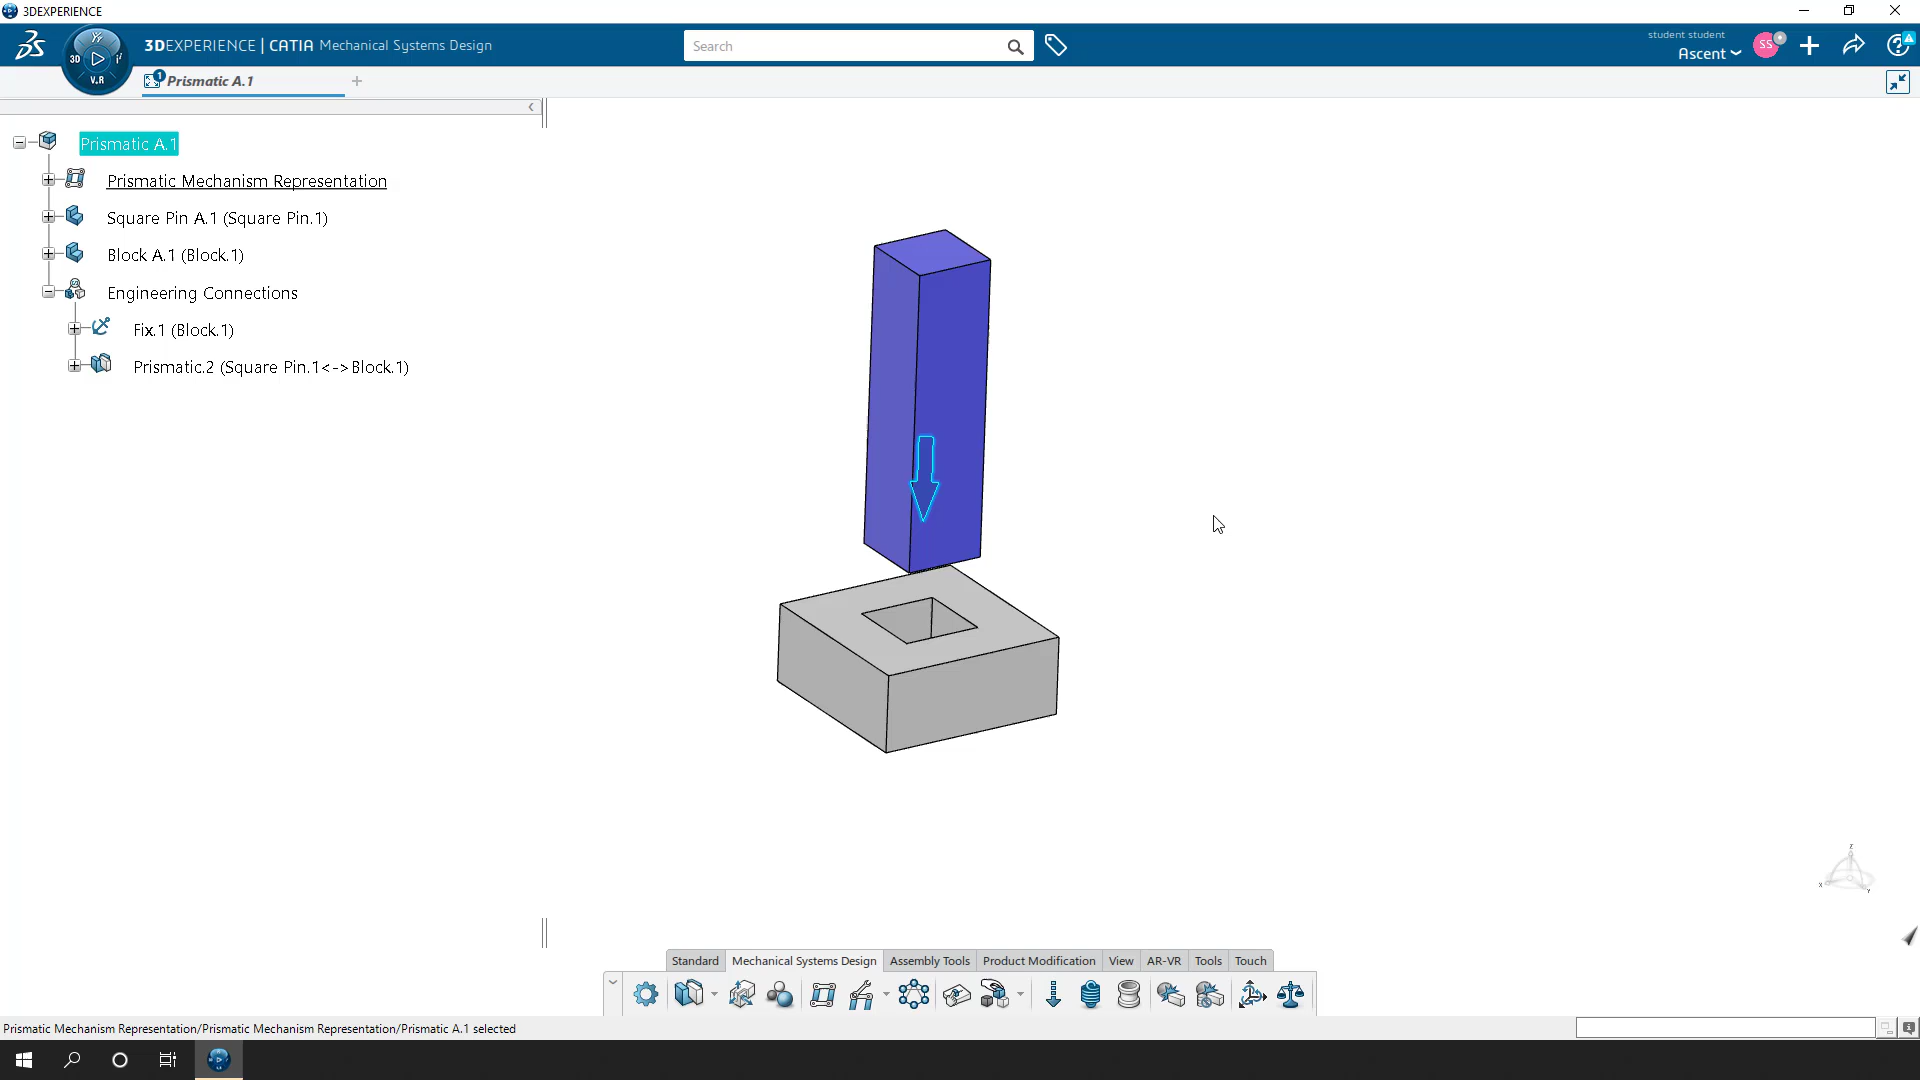 3DEXPERIENCE
3DEXPERIENCE | CATIA Mechanical Systems Design
Search
student student
Ascent
SS
3D
V.R
1
Prismatic A.1
Prismatic A.1
Prismatic Mechanism Representation
Square Pin A.1 (Square Pin.1)
Block A.1 (Block.1)
Engineering Connections
Fix.1 (Block.1)
Prismatic.2 (Square Pin.1<->Block.1)
z
x
y
Standard
Mechanical Systems Design
Assembly Tools
Product Modification
View
AR-VR
Tools
Touch
Prismatic Mechanism Representation/Prismatic Mechanism Representation/Prismatic A.1 selected